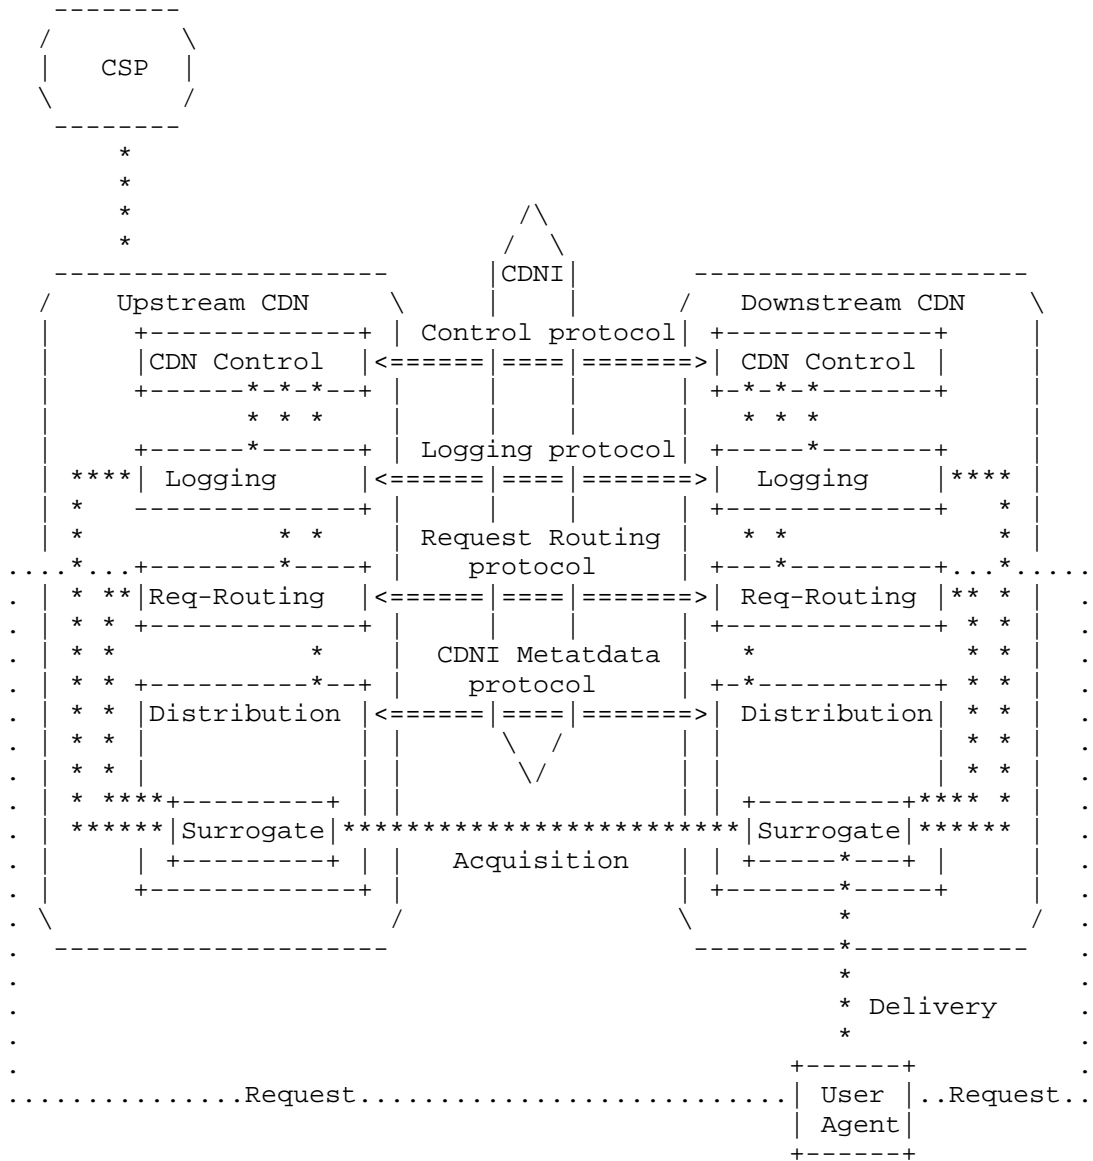 CSP
CDNI
Upstream CDN Downstream CDN
Control protocol
CDN Control CDN Control
Logging protocol
Logging Logging
Request Routing
protocol
Req-Routing Req-Routing
CDNI Metatdata
protocol
Distribution Distribution
Surrogate Surrogate
Acquisition
Delivery
Request User Request
Agent